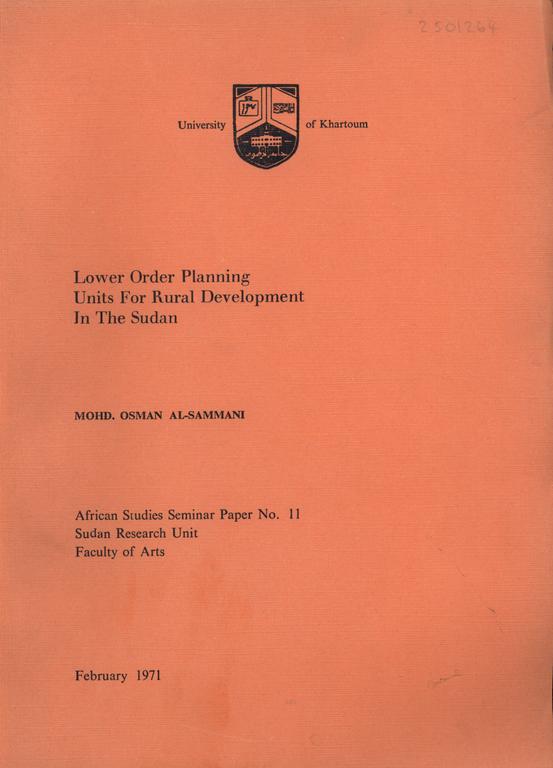 2501264
University of Khartoum
Lower Order Planning
Units For Rural Development
In The Sudan
MOHD. OSMAN AL-SAMMANI
African Studies Seminar Paper No. 11
Sudan Research Unit
Faculty of Arts
February 1971